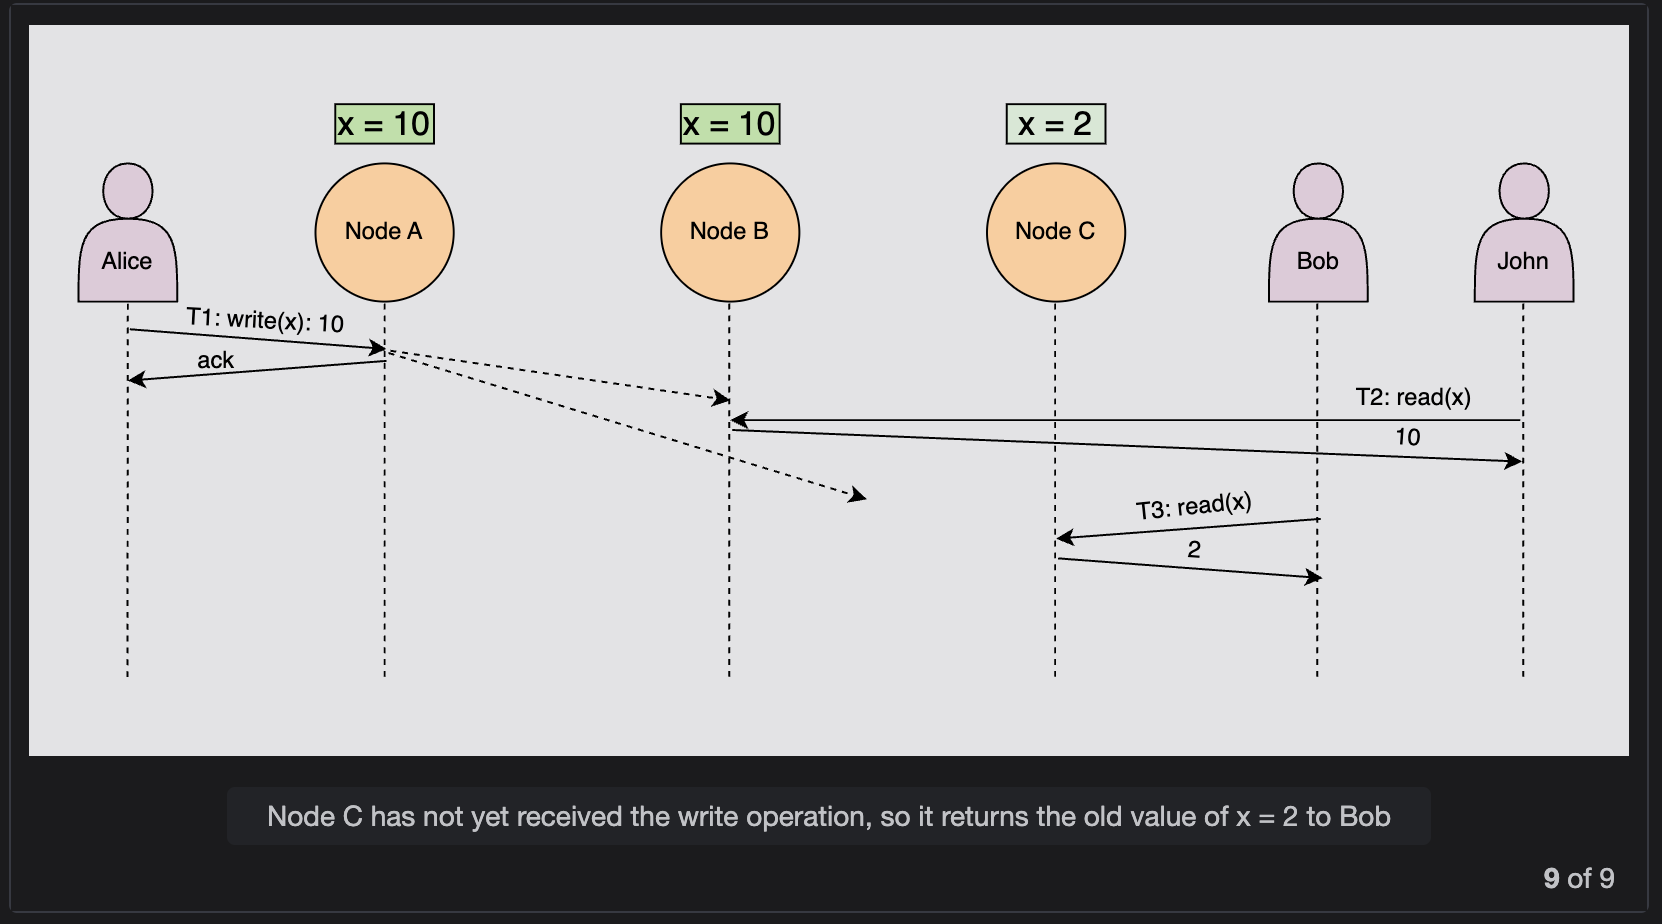 x = 10
x = 10
x = 2
Alice
Node A
Node B
Node C
Bob
John
T1: write(x): 10
ack
T2: read(x)
10
T3: read(x)
2
Node C has not yet received the write operation, so it returns the old value of x = 2 to Bob
9 of 9